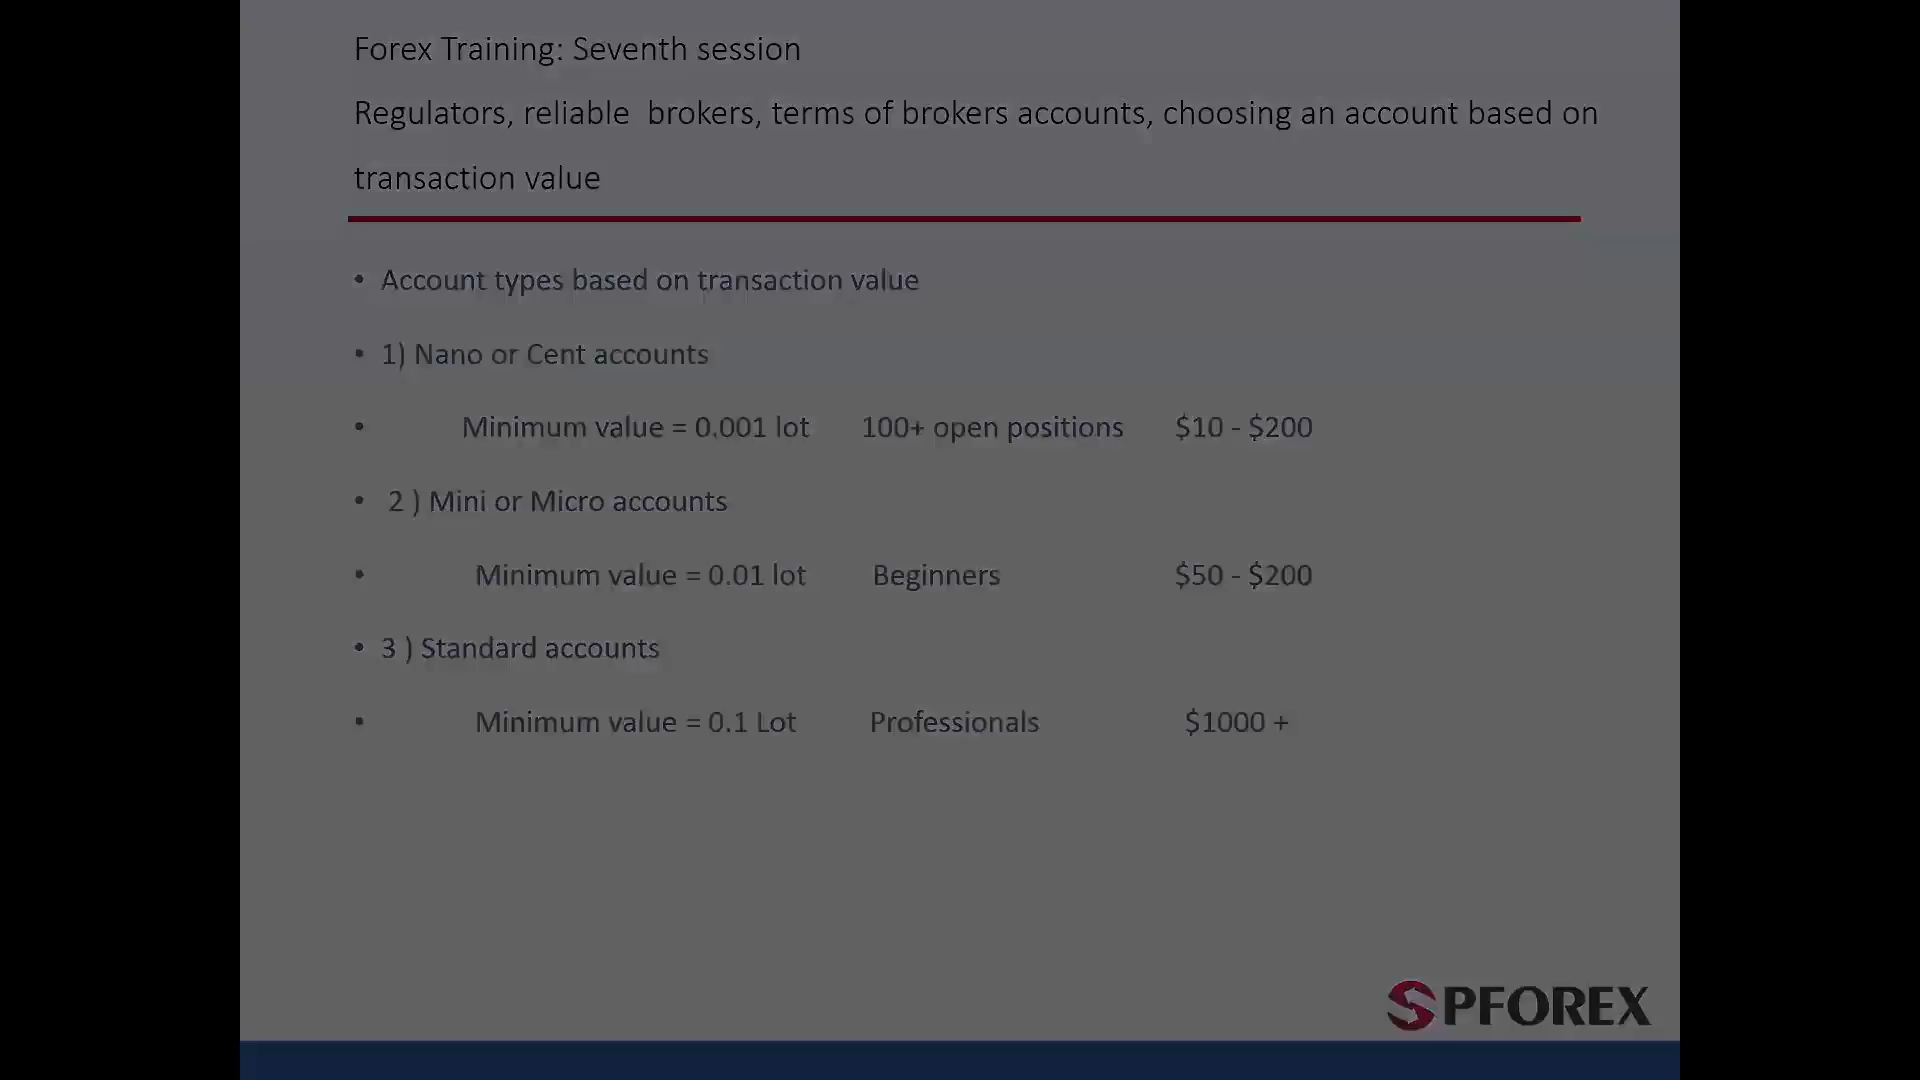 Forex Training: Seventh session
Regulators, reliable  brokers, terms of brokers accounts, choosing an account based on
transaction value
• Account types based on transaction value
• 1) Nano or Cent accounts
• Minimum value = 0.001 lot 100+ open positions $10 - $200
• 2 ) Mini or Micro accounts
• Minimum value = 0.01 lot Beginners $50 - $200
• 3 ) Standard accounts
• Minimum value = 0.1 Lot Professionals $1000 +
SPFOREX